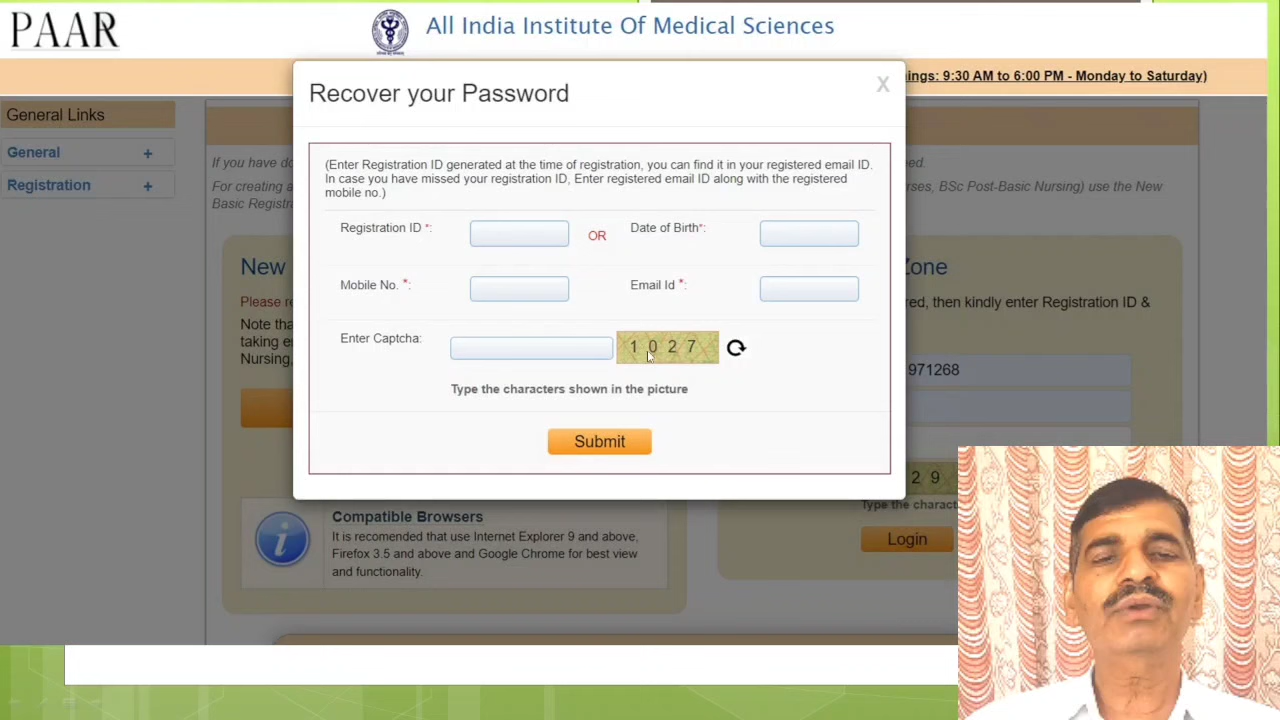 PAAR
All India Institute Of Medical Sciences
nings: 9:30 AM to 6:00 PM - Monday to Saturday)
General Links
General +
Registration +
If you have do
ed.
For creating a
rses, BSc Post-Basic Nursing) use the New
Basic Registra
Recover your Password
X
(Enter Registration ID generated at the time of registration, you can find it in your registered email ID.
In case you have missed your registration ID, Enter registered email ID along with the registered
mobile no.)
Registration ID *:
OR
Date of Birth*:
Mobile No. *:
Email Id *:
Enter Captcha:
1 0 2 7
Type the characters shown in the picture
Submit
New
Please re
Note tha
taking e
Nursing,
Zone
red, then kindly enter Registration ID &
971268
2 9
Type the charac
Login
Compatible Browsers
It is recomended that use Internet Explorer 9 and above,
Firefox 3.5 and above and Google Chrome for best view
and functionality.